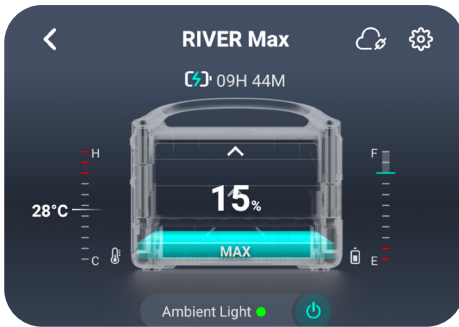 RIVER Max
09H 44M
H
F
28°C
15%
C
MAX
E
Ambient Light